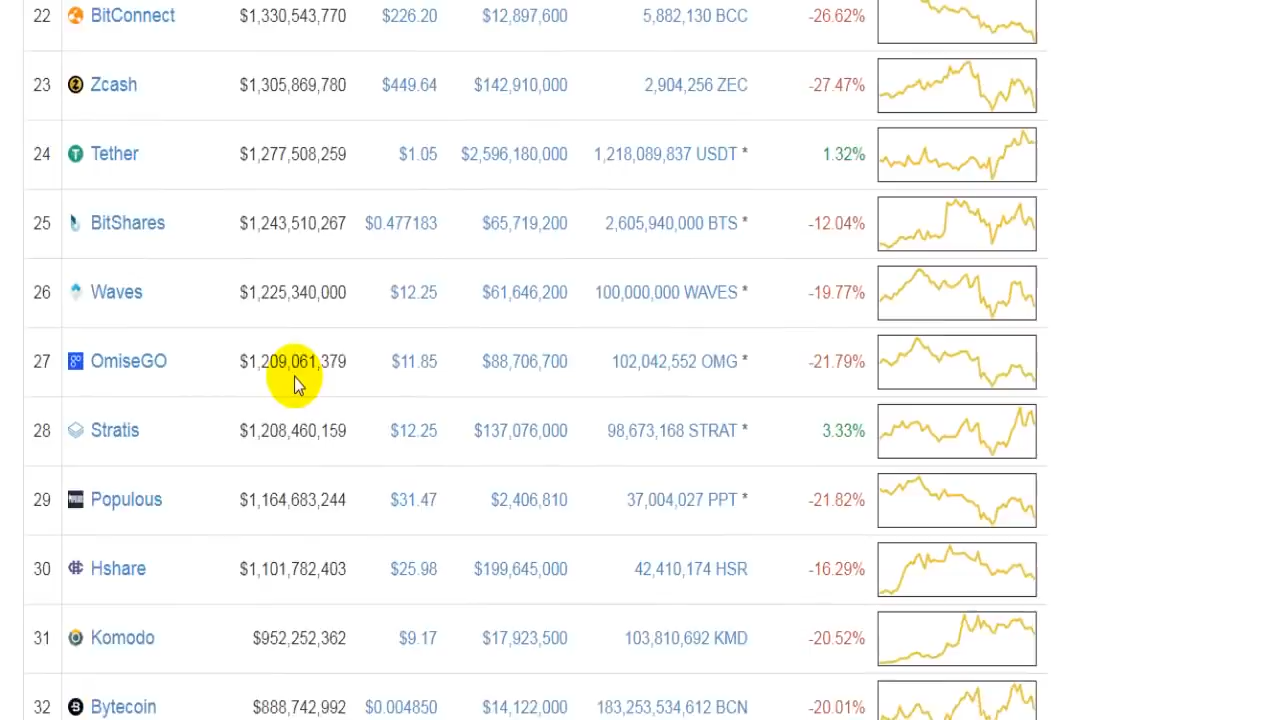 22 BitConnect $1,330,543,770 $226.20 $12,897,600 5,882,130 BCC -26.62%
23 Zcash $1,305,869,780 $449.64 $142,910,000 2,904,256 ZEC -27.47%
24 Tether $1,277,508,259 $1.05 $2,596,180,000 1,218,089,837 USDT * 1.32%
25 BitShares $1,243,510,267 $0.477183 $65,719,200 2,605,940,000 BTS * -12.04%
26 Waves $1,225,340,000 $12.25 $61,646,200 100,000,000 WAVES * -19.77%
27 OmiseGO $1,209,061,379 $11.85 $88,706,700 102,042,552 OMG * -21.79%
28 Stratis $1,208,460,159 $12.25 $137,076,000 98,673,168 STRAT * 3.33%
29 Populous $1,164,683,244 $31.47 $2,406,810 37,004,027 PPT * -21.82%
30 Hshare $1,101,782,403 $25.98 $199,645,000 42,410,174 HSR -16.29%
31 Komodo $952,252,362 $9.17 $17,923,500 103,810,692 KMD -20.52%
32 Bytecoin $888,742,992 $0.004850 $14,122,000 183,253,534,612 BCN -20.01%